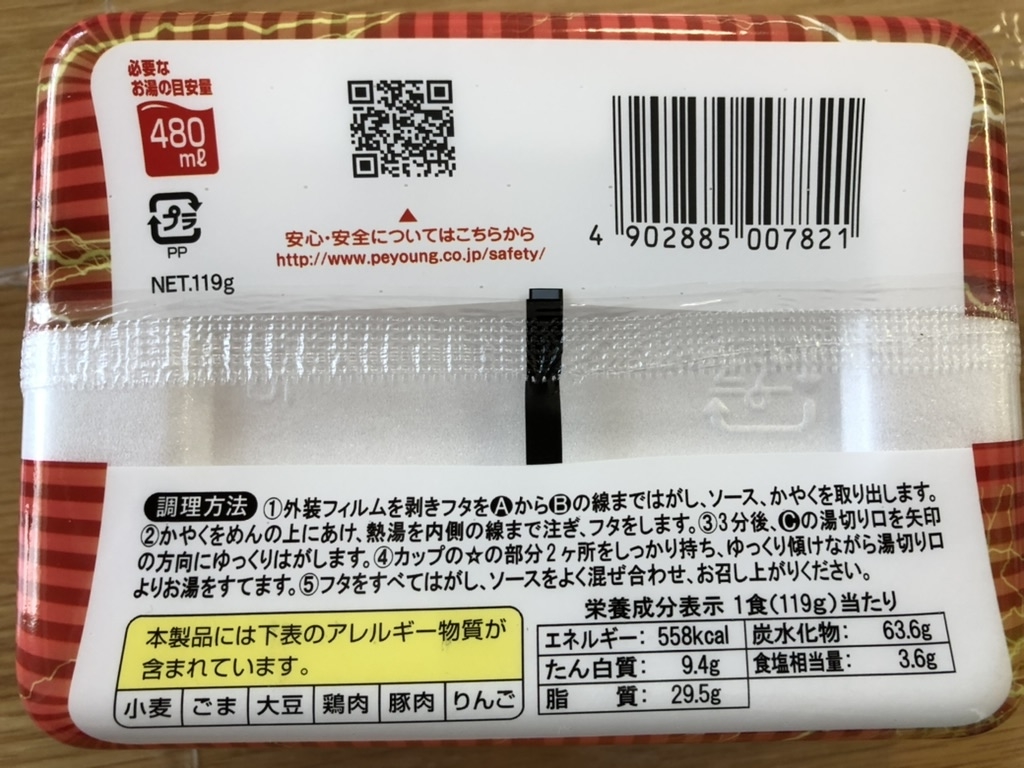 必要な
お湯の目安量
480
mℓ
プラ
PP
NET.119g
安心・安全についてはこちらから
http://www.peyoung.co.jp/safety/
4 902885 007821
調理方法 ①外装フィルムを剥きフタをⒶからⒷの線まではがし、ソース、かやくを取り出します。
②かやくをめんの上にあけ、熱湯を内側の線まで注ぎ、フタをします。③3分後、Ⓒの湯切り口を矢印
の方向にゆっくりはがします。④カップの☆の部分2ヶ所をしっかり持ち、ゆっくり傾けながら湯切り口
よりお湯をすてます。⑤フタをすべてはがし、ソースをよく混ぜ合わせ、お召し上がりください。
本製品には下表のアレルギー物質が
含まれています。
小麦 ごま 大豆 鶏肉 豚肉 りんご
栄養成分表示 1食(119g)当たり
エネルギー: 558kcal 炭水化物: 63.6g
たん白質: 9.4g 食塩相当量: 3.6g
脂質: 29.5g